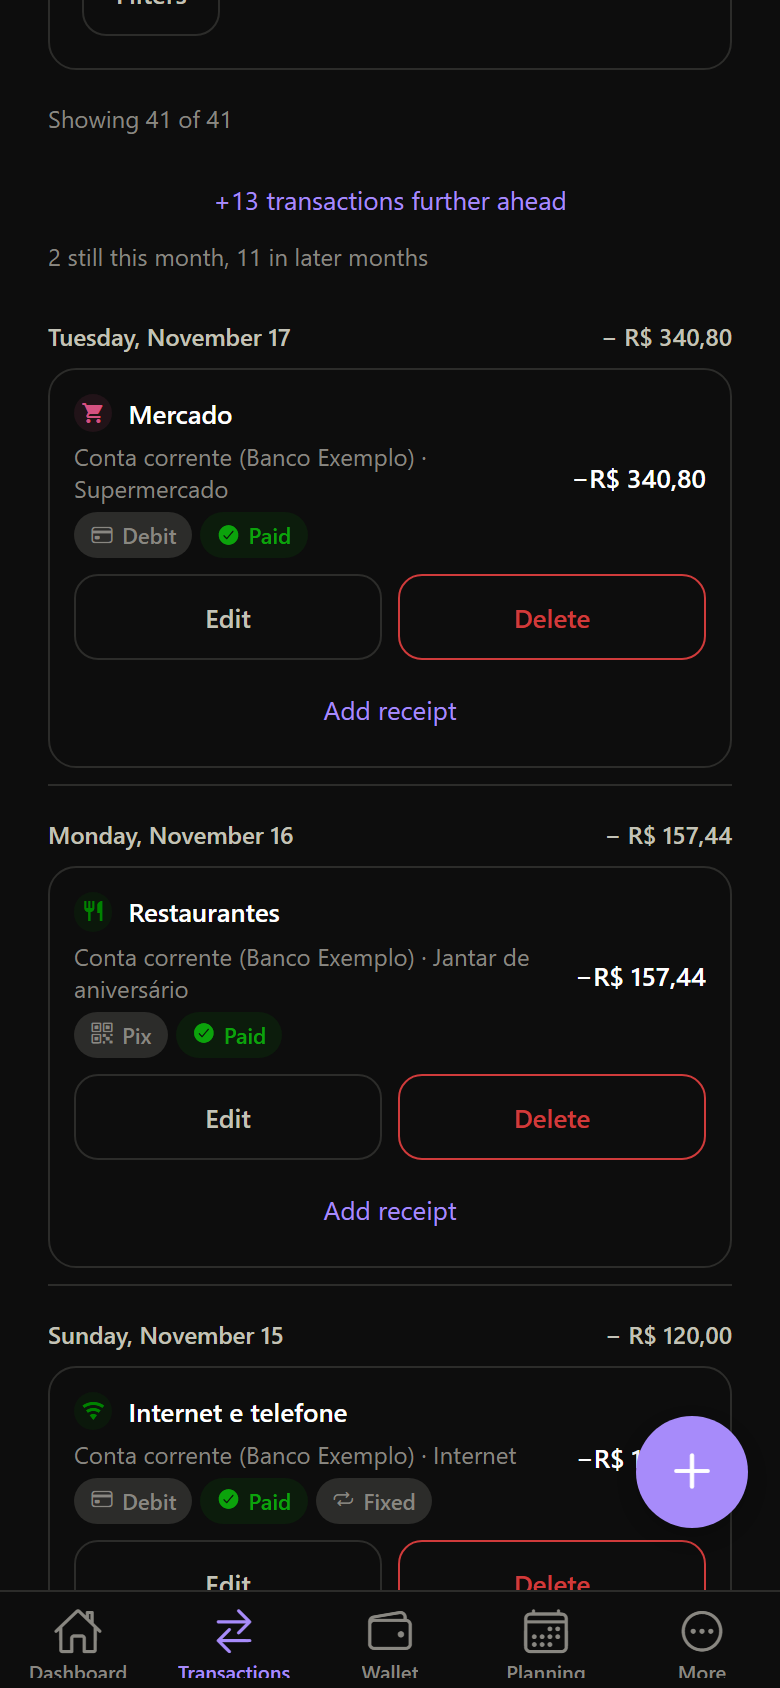 Filters
Showing 41 of 41
+13 transactions further ahead
2 still this month, 11 in later months
Tuesday, November 17
– R$ 340,80
Mercado
Conta corrente (Banco Exemplo) ·
Supermercado
–R$ 340,80
Debit
Paid
Edit
Delete
Add receipt
Monday, November 16
– R$ 157,44
Restaurantes
Conta corrente (Banco Exemplo) · Jantar de
aniversário
–R$ 157,44
Pix
Paid
Edit
Delete
Add receipt
Sunday, November 15
– R$ 120,00
Internet e telefone
Conta corrente (Banco Exemplo) · Internet
–R$ 1
Debit
Paid
Fixed
Edit
Delete
Dashboard
Transactions
Wallet
Planning
More